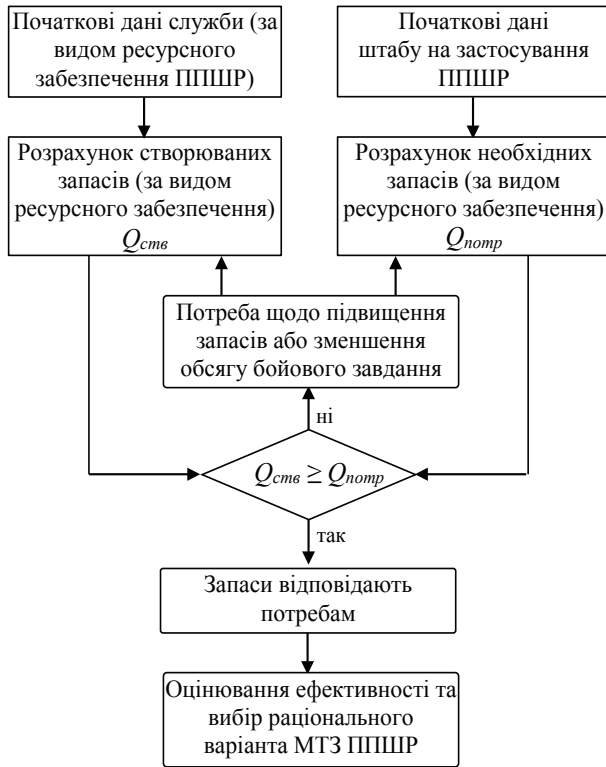 Початкові дані служби (за
видом ресурсного
забезпечення ППШР)
Початкові дані
штабу на застосування
ППШР
Розрахунок створюваних
запасів (за видом
ресурсного забезпечення)
Qств
Розрахунок необхідних
запасів (за видом
ресурсного забезпечення)
Qпотр
Потреба щодо підвищення
запасів або зменшення
обсягу бойового завдання
ні
Qств ≥ Qпотр
так
Запаси відповідають
потребам
Оцінювання ефективності та
вибір раціонального
варіанта МТЗ ППШР